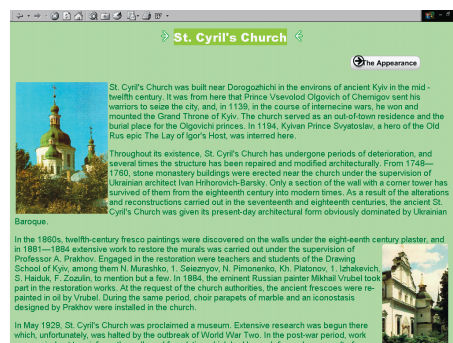 St. Cyril's Church
The Appearance
St. Cyril's Church was built near Dorogozhichi in the environs of ancient Kyiv in the mid -
twelfth century. It was from here that Prince Vsevolod Olgovich of Chernigov sent his
warriors to seize the city, and, in 1139, in the course of internecine wars, he won and
mounted the Grand Throne of Kyiv. The church served as an out-of-town residence and the
burial place for the Olgovichi princes. In 1194, Kyivan Prince Svyatoslav, a hero of the Old
Rus epic The Lay of Igor's Host, was interred here.
Throughout its existence, St. Cyril's Church has undergone periods of deterioration, and
several times the structure has been repaired and modified architecturally. From 1748—
1760, stone monastery buildings were erected near the church under the supervision of
Ukrainian architect Ivan Hrihorovich-Barsky. Only a section of the wall with a corner tower has
survived of them from the eighteenth century into modern times. As a result of the alterations
and reconstructions carried out in the seventeenth and eighteenth centuries, the ancient St.
Cyril's Church was given its present-day architectural form obviously dominated by Ukrainian
Baroque.
In the 1860s, twelfth-century fresco paintings were discovered on the walls under the eight-eenth century plaster, and
in 1881—1884 extensive work to restore the murals was carried out under the supervision of
Professor A. Prakhov. Engaged in the restoration were teachers and students of the Drawing
School of Kyiv, among them N. Murashko, 1. Seieznyov, N. Pimonenko, Kh. Platonov, 1. Izhakevich,
S. Haiduk, F. Zozulin, to mention but a few. In 1884, the eminent Russian painter Mikhail Vrubel took
part in the restoration works. At the request of the church authorities, the ancient frescoes were re-
painted in oil by Vrubel. During the same period, choir parapets of marble and an iconostasis
designed by Prakhov were installed in the church.
In May 1929, St. Cyril's Church was proclaimed a museum. Extensive research was begun there
which, unfortunately, was halted by the outbreak of World War Two. In the post-war period, work